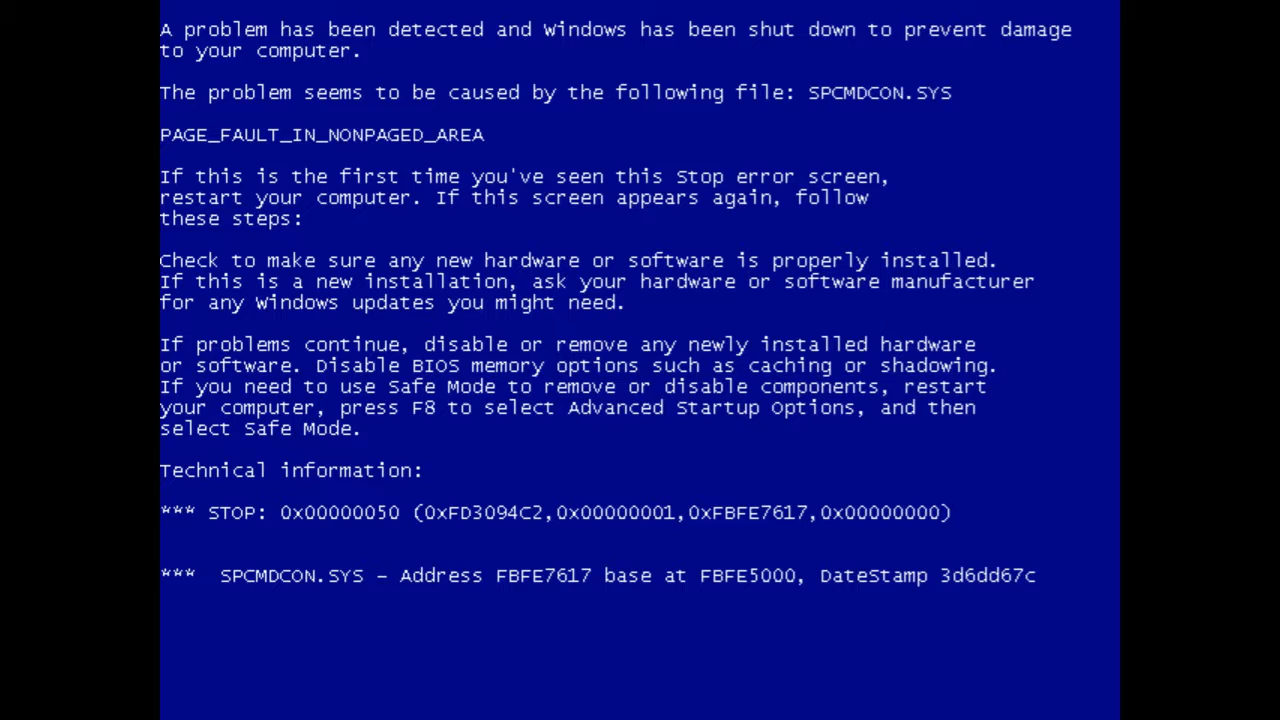 A problem has been detected and Windows has been shut down to prevent damage
to your computer.
The problem seems to be caused by the following file: SPCMDCON.SYS
PAGE_FAULT_IN_NONPAGED_AREA
If this is the first time you've seen this Stop error screen,
restart your computer. If this screen appears again, follow
these steps:
Check to make sure any new hardware or software is properly installed.
If this is a new installation, ask your hardware or software manufacturer
for any Windows updates you might need.
If problems continue, disable or remove any newly installed hardware
or software. Disable BIOS memory options such as caching or shadowing.
If you need to use Safe Mode to remove or disable components, restart
your computer, press F8 to select Advanced Startup Options, and then
select Safe Mode.
Technical information:
*** STOP: 0x00000050 (0xFD3094C2,0x00000001,0xFBFE7617,0x00000000)
***  SPCMDCON.SYS – Address FBFE7617 base at FBFE5000, DateStamp 3d6dd67c